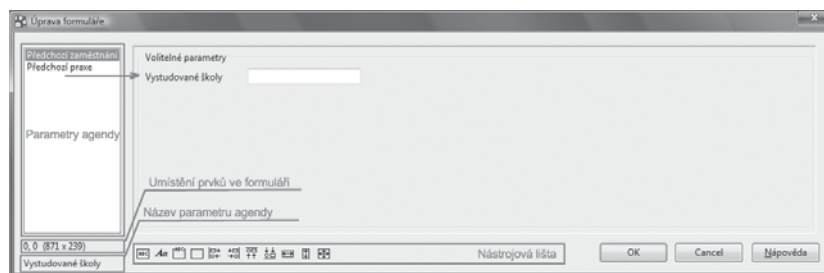 Úprava formuláře
Předchozí zaměstnání
Předchozí praxe
Parametry agendy
Volitelné parametry
Vystudované školy
Umístění prvků ve formuláři
Název parametru agendy
0, 0 (871 x 239)
Vystudované školy
Nástrojová lišta
OK
Cancel
Nápověda